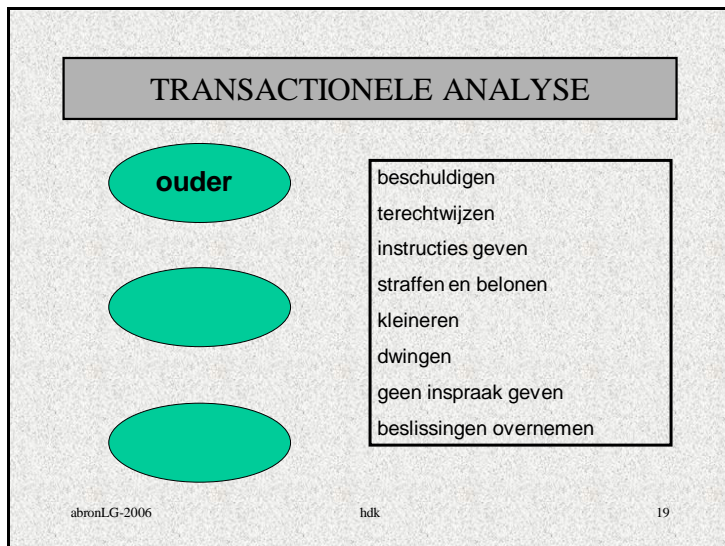 TRANSACTIONELE ANALYSE
ouder
beschuldigen
terechtwijzen
instructies geven
straffen en belonen
kleineren
dwingen
geen inspraak geven
beslissingen overnemen
abronLG-2006 hdk 19